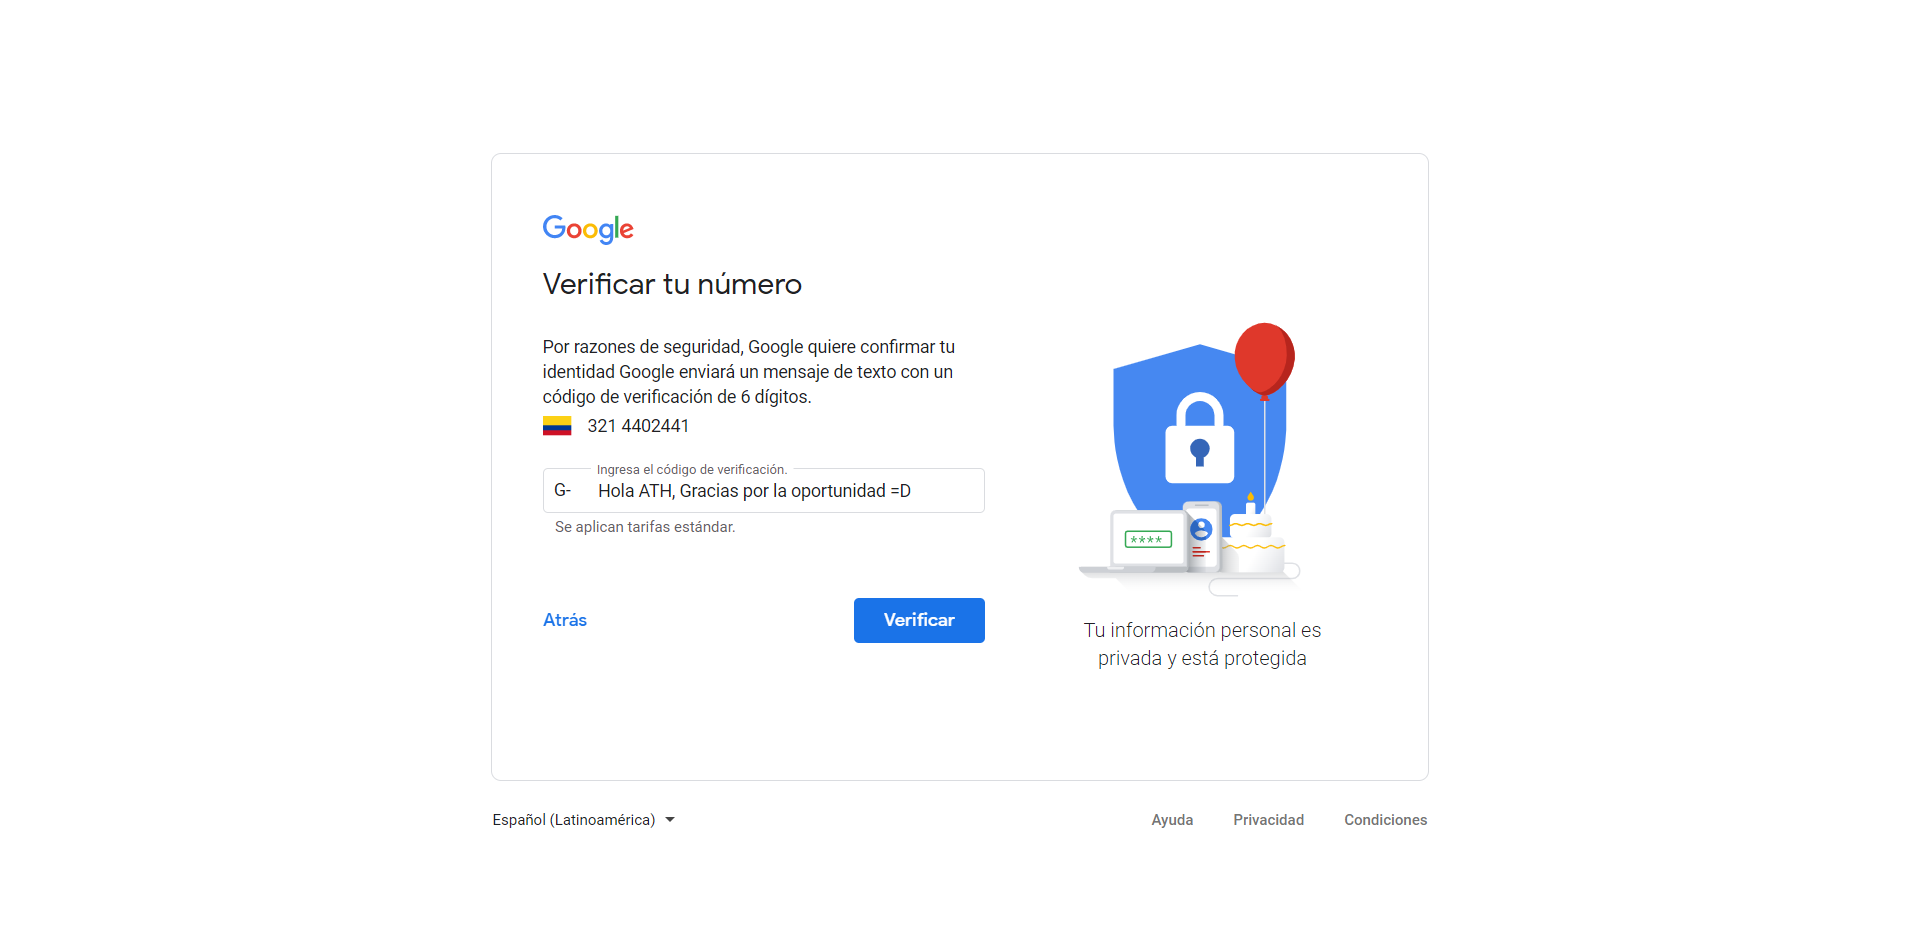 Google
Verificar tu número
Por razones de seguridad, Google quiere confirmar tu
identidad Google enviará un mensaje de texto con un
código de verificación de 6 dígitos.
321 4402441
Ingresa el código de verificación.
G- Hola ATH, Gracias por la oportunidad =D
Se aplican tarifas estándar.
Atrás
Verificar
****
Tu información personal es
privada y está protegida
Español (Latinoamérica)
Ayuda
Privacidad
Condiciones